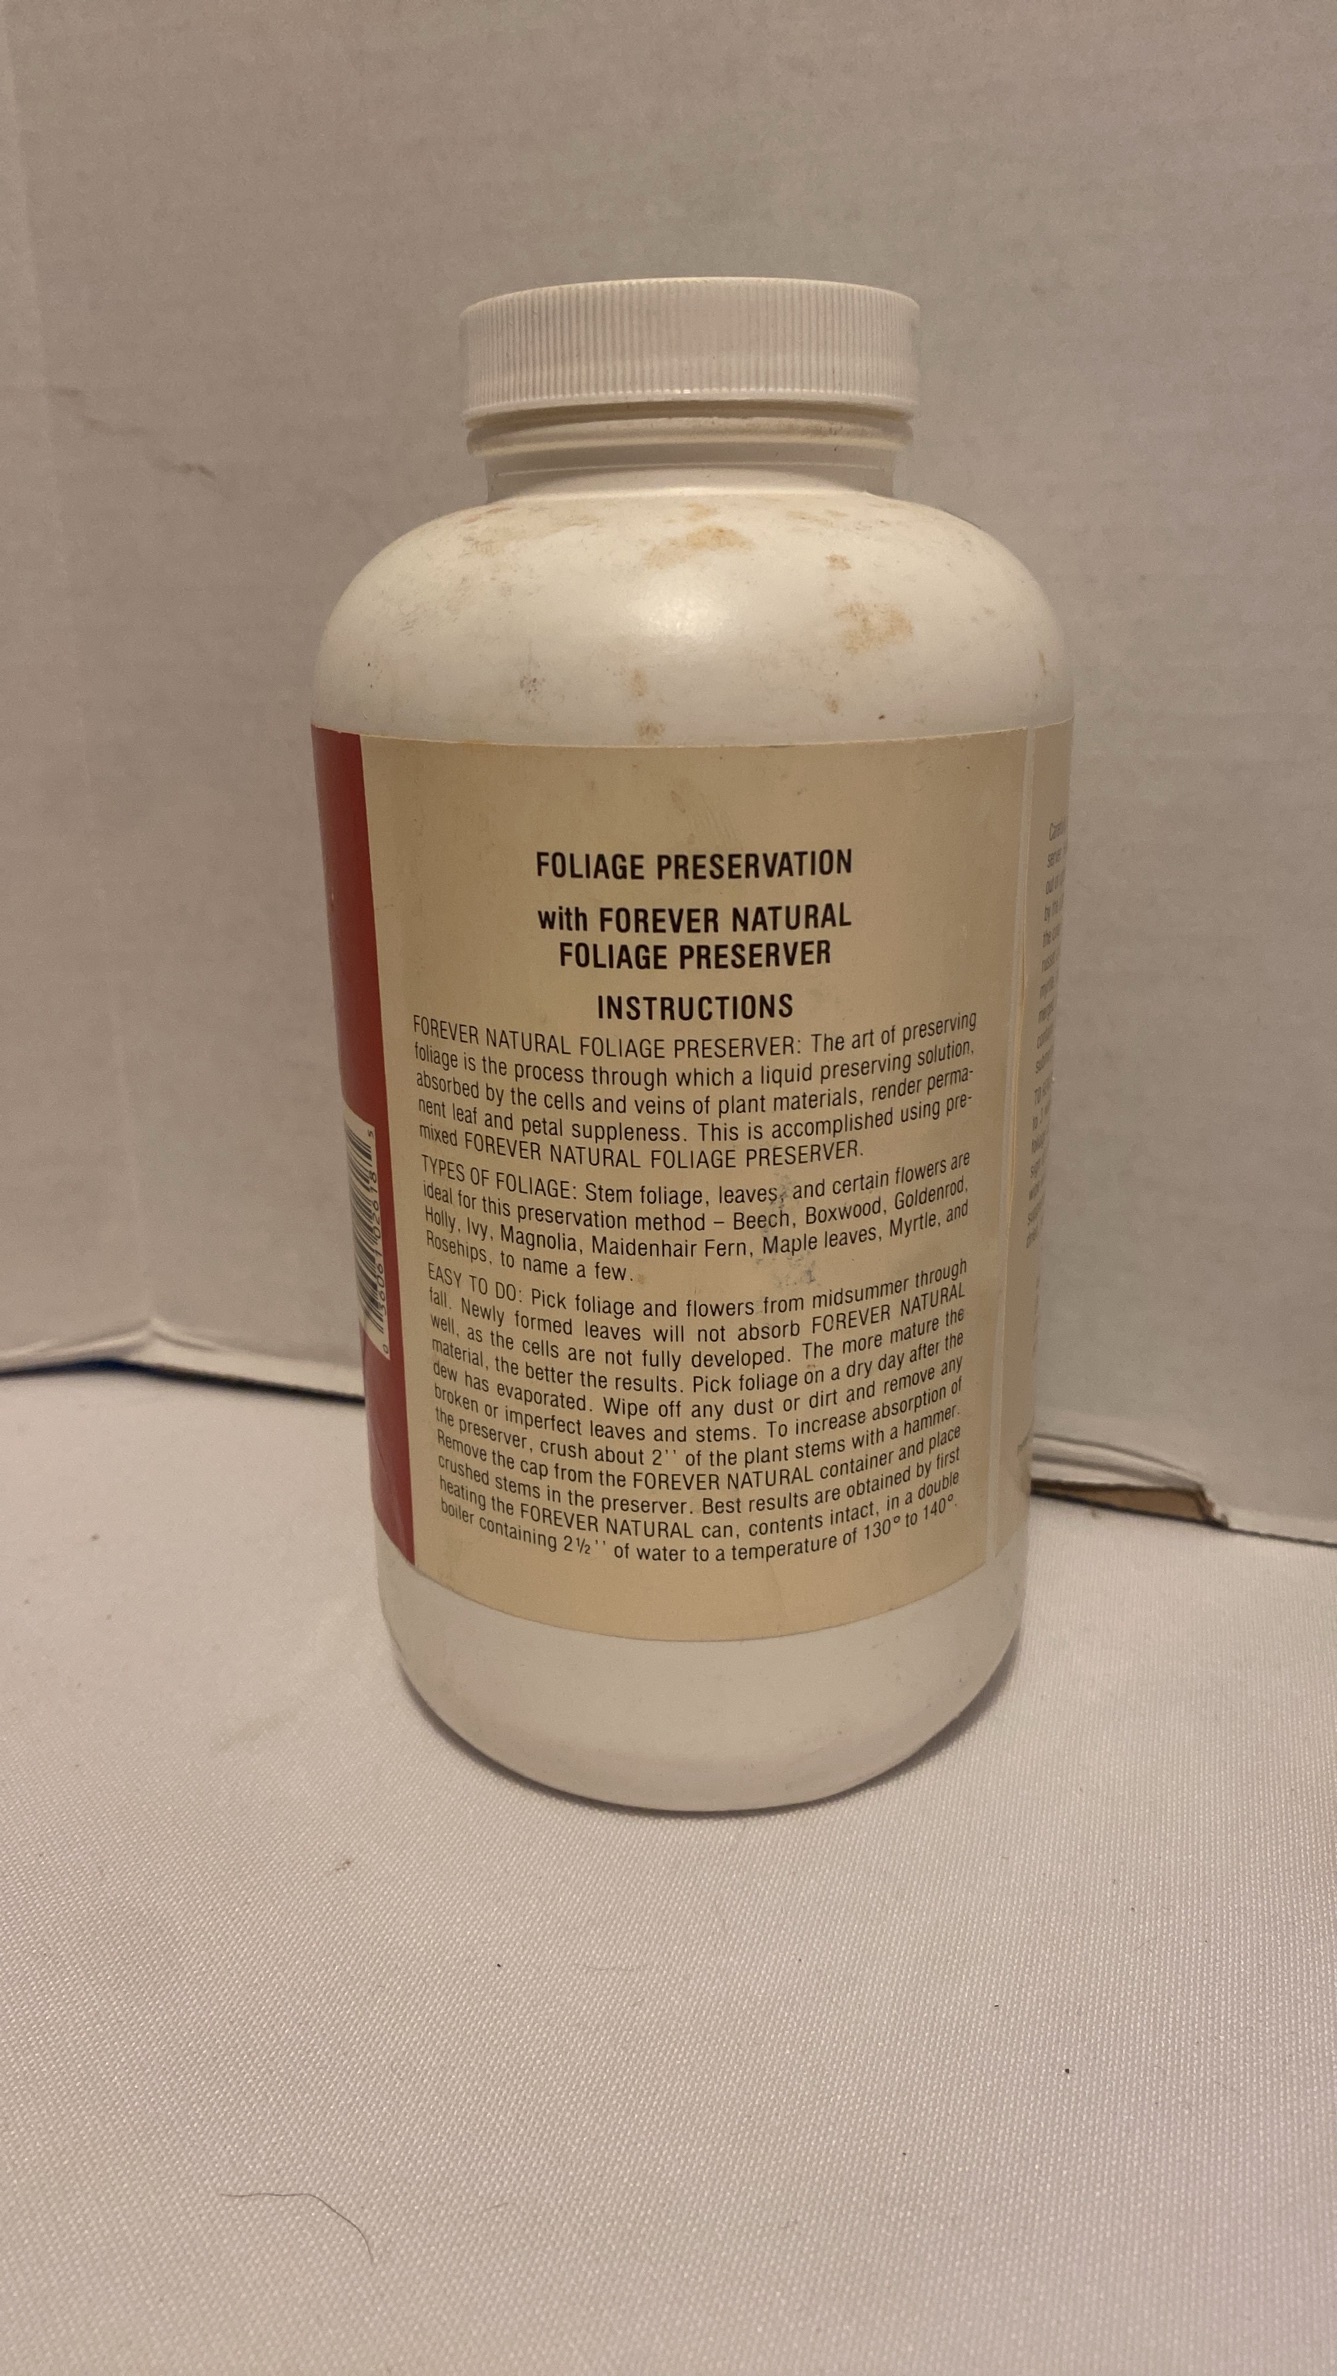 FOLIAGE PRESERVATION
with FOREVER NATURAL
FOLIAGE PRESERVER
INSTRUCTIONS
FOREVER NATURAL FOLIAGE PRESERVER: The art of preserving
foliage is the process through which a liquid preserving solution,
absorbed by the cells and veins of plant materials, render perma-
nent leaf and petal suppleness. This is accomplished using pre-
mixed FOREVER NATURAL FOLIAGE PRESERVER.
TYPES OF FOLIAGE: Stem foliage, leaves, and certain flowers are
ideal for this preservation method – Beech, Boxwood, Goldenrod,
Holly, Ivy, Magnolia, Maidenhair Fern, Maple leaves, Myrtle, and
Rosehips, to name a few.
EASY TO DO: Pick foliage and flowers from midsummer through
fall. Newly formed leaves will not absorb FOREVER NATURAL
well, as the cells are not fully developed. The more mature the
material, the better the results. Pick foliage on a dry day after the
dew has evaporated. Wipe off any dust or dirt and remove any
broken or imperfect leaves and stems. To increase absorption of
the preserver, crush about 2'' of the plant stems with a hammer.
Remove the cap from the FOREVER NATURAL container and place
crushed stems in the preserver. Best results are obtained by first
heating the FOREVER NATURAL can, contents intact, in a double
boiler containing 2½'' of water to a temperature of 130° to 140°.